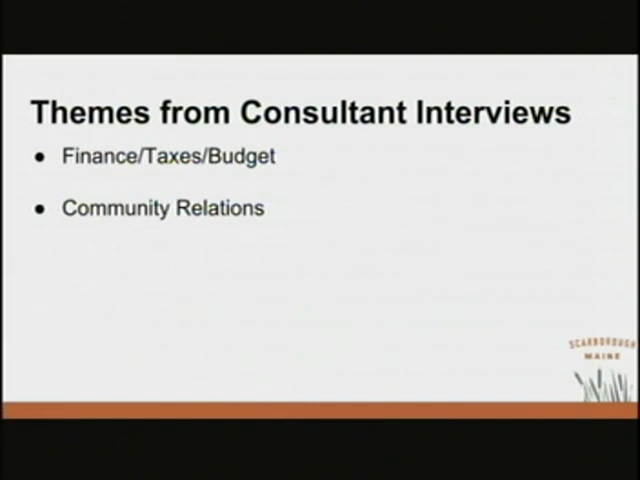 Themes from Consultant Interviews
● Finance/Taxes/Budget
● Community Relations
SCARBOROUGH
MAINE